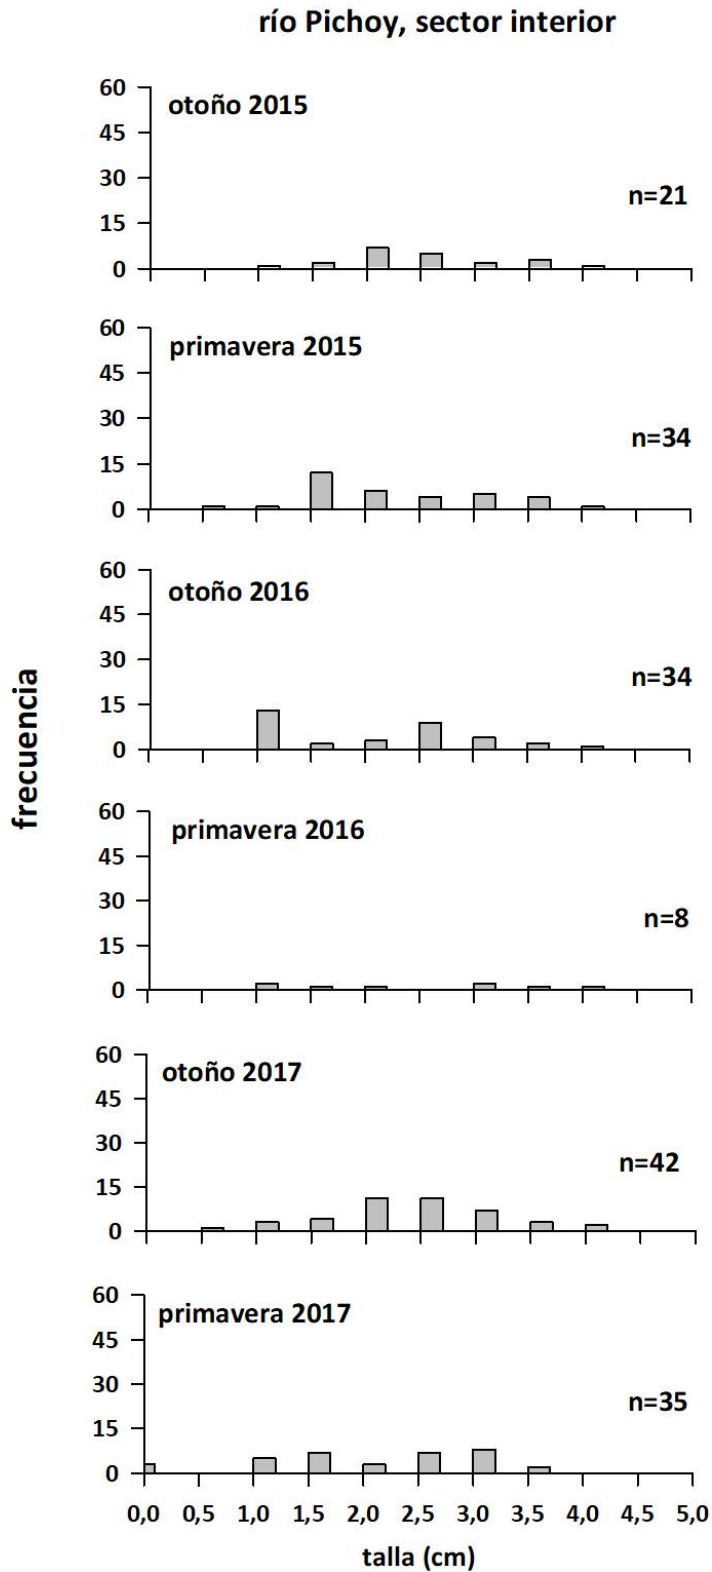 río Pichoy, sector interior
60
otoño 2015
45
30
n=21
15
0
60
primavera 2015
45
30
n=34
15
0
60
otoño 2016
45
30
n=34
15
0
frecuencia
60
primavera 2016
45
30
n=8
15
0
60
otoño 2017
45
30
n=42
15
0
60
primavera 2017
45
30
n=35
15
0
0,0 0,5 1,0 1,5 2,0 2,5 3,0 3,5 4,0 4,5 5,0
talla (cm)